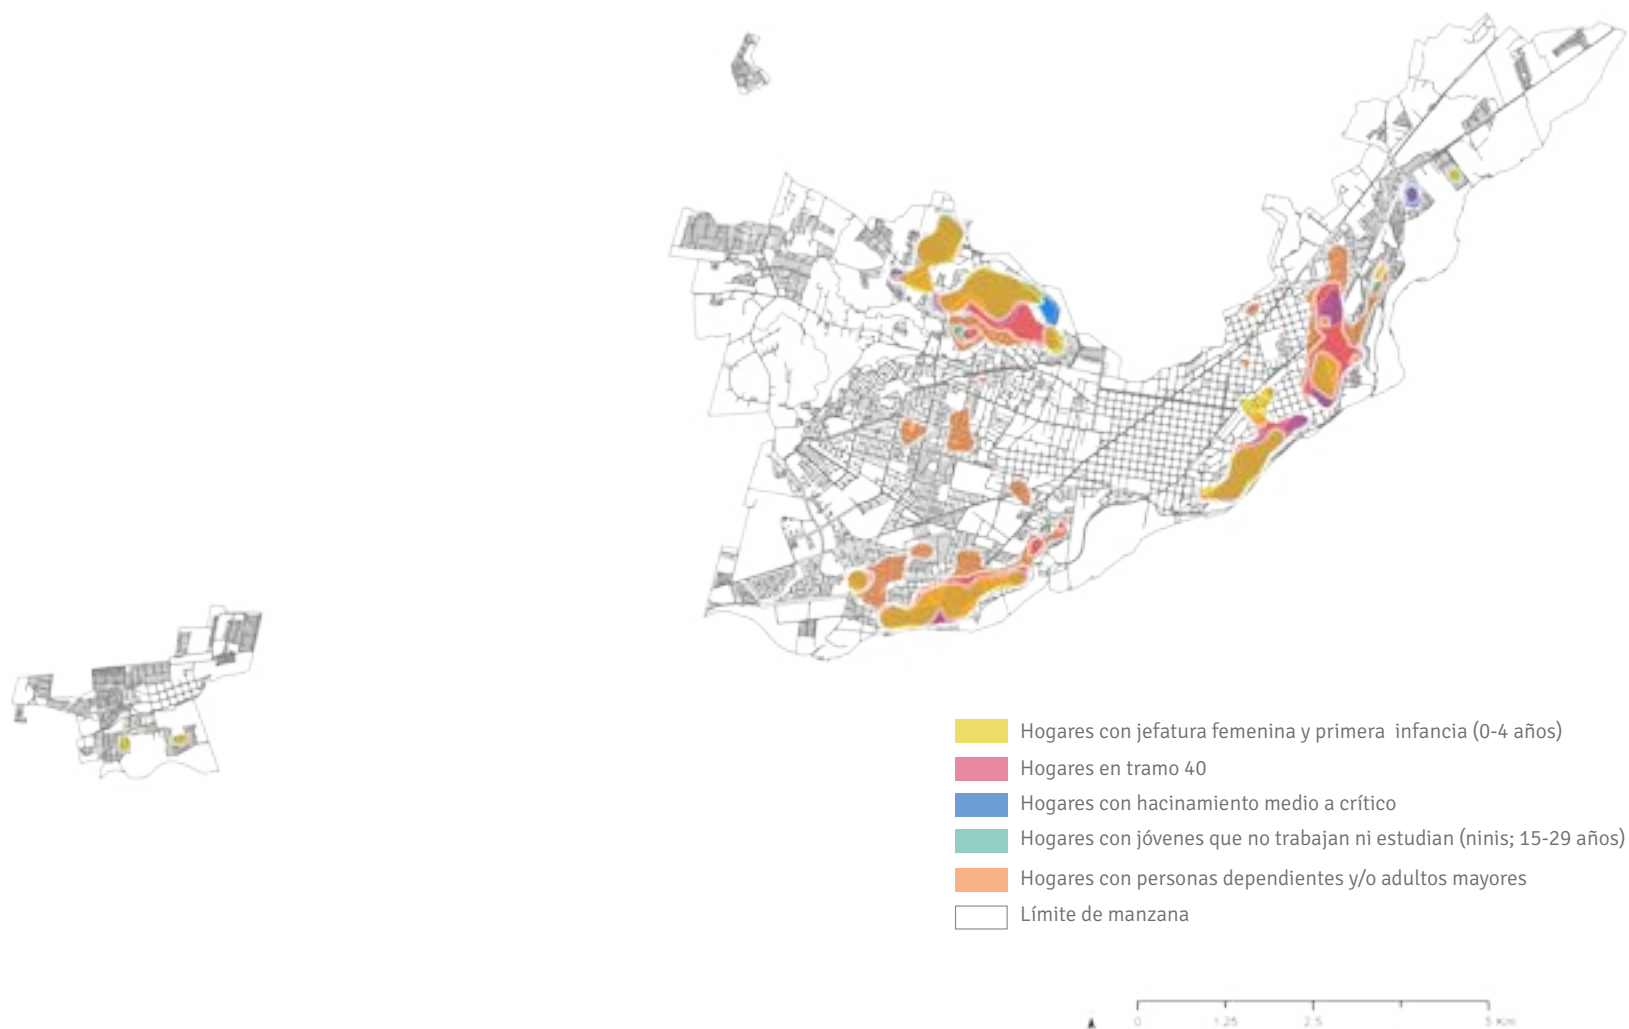 Hogares con jefatura femenina y primera infancia (0-4 años)
Hogares en tramo 40
Hogares con hacinamiento medio a crítico
Hogares con jóvenes que no trabajan ni estudian (ninis; 15-29 años)
Hogares con personas dependientes y/o adultos mayores
Límite de manzana
0 1,25 2,5 5 Km